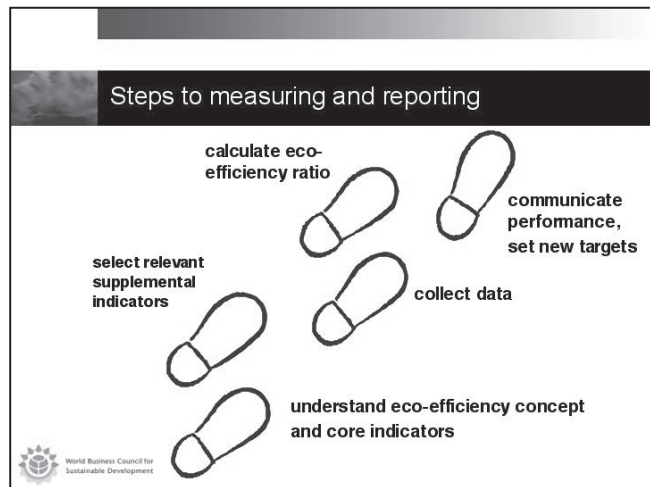 Steps to measuring and reporting
calculate eco-
efficiency ratio
communicate
performance,
set new targets
select relevant
supplemental
indicators
collect data
understand eco-efficiency concept
and core indicators
World Business Council for
Sustainable Development